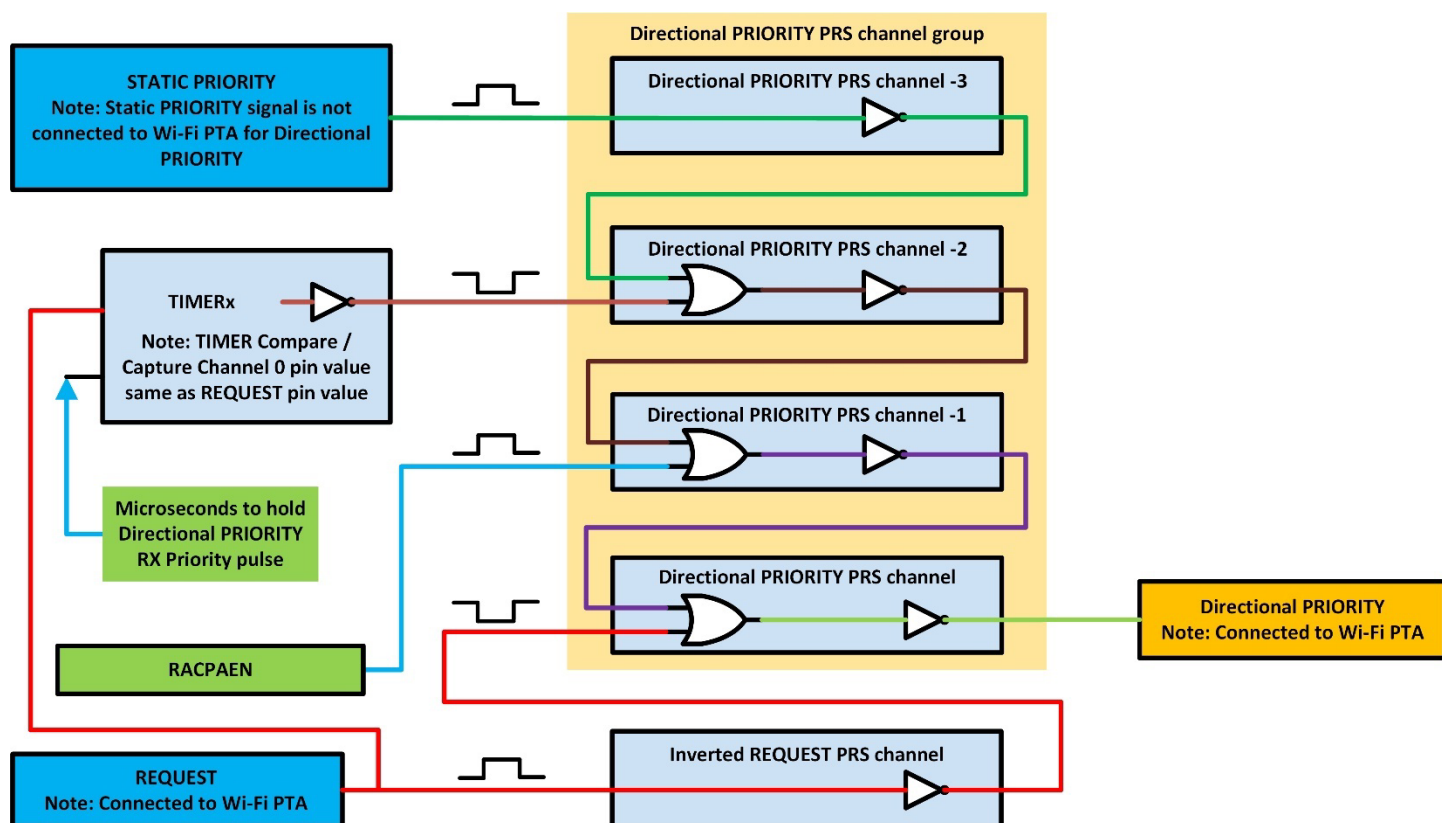 Directional PRIORITY PRS channel group
STATIC PRIORITY
Note: Static PRIORITY signal is not
connected to Wi-Fi PTA for Directional
PRIORITY
Directional PRIORITY PRS channel -3
Directional PRIORITY PRS channel -2
TIMERx
Note: TIMER Compare /
Capture Channel 0 pin value
same as REQUEST pin value
Directional PRIORITY PRS channel -1
Microseconds to hold
Directional PRIORITY
RX Priority pulse
Directional PRIORITY PRS channel
Directional PRIORITY
Note: Connected to Wi-Fi PTA
RACPAEN
Inverted REQUEST PRS channel
REQUEST
Note: Connected to Wi-Fi PTA